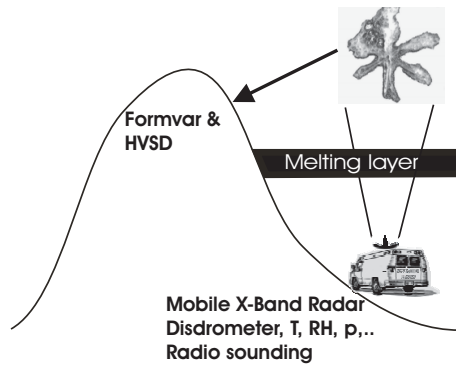 Formvar &
HVSD
Melting layer
Mobile X-Band Radar
Disdrometer, T, RH, p,..
Radio sounding